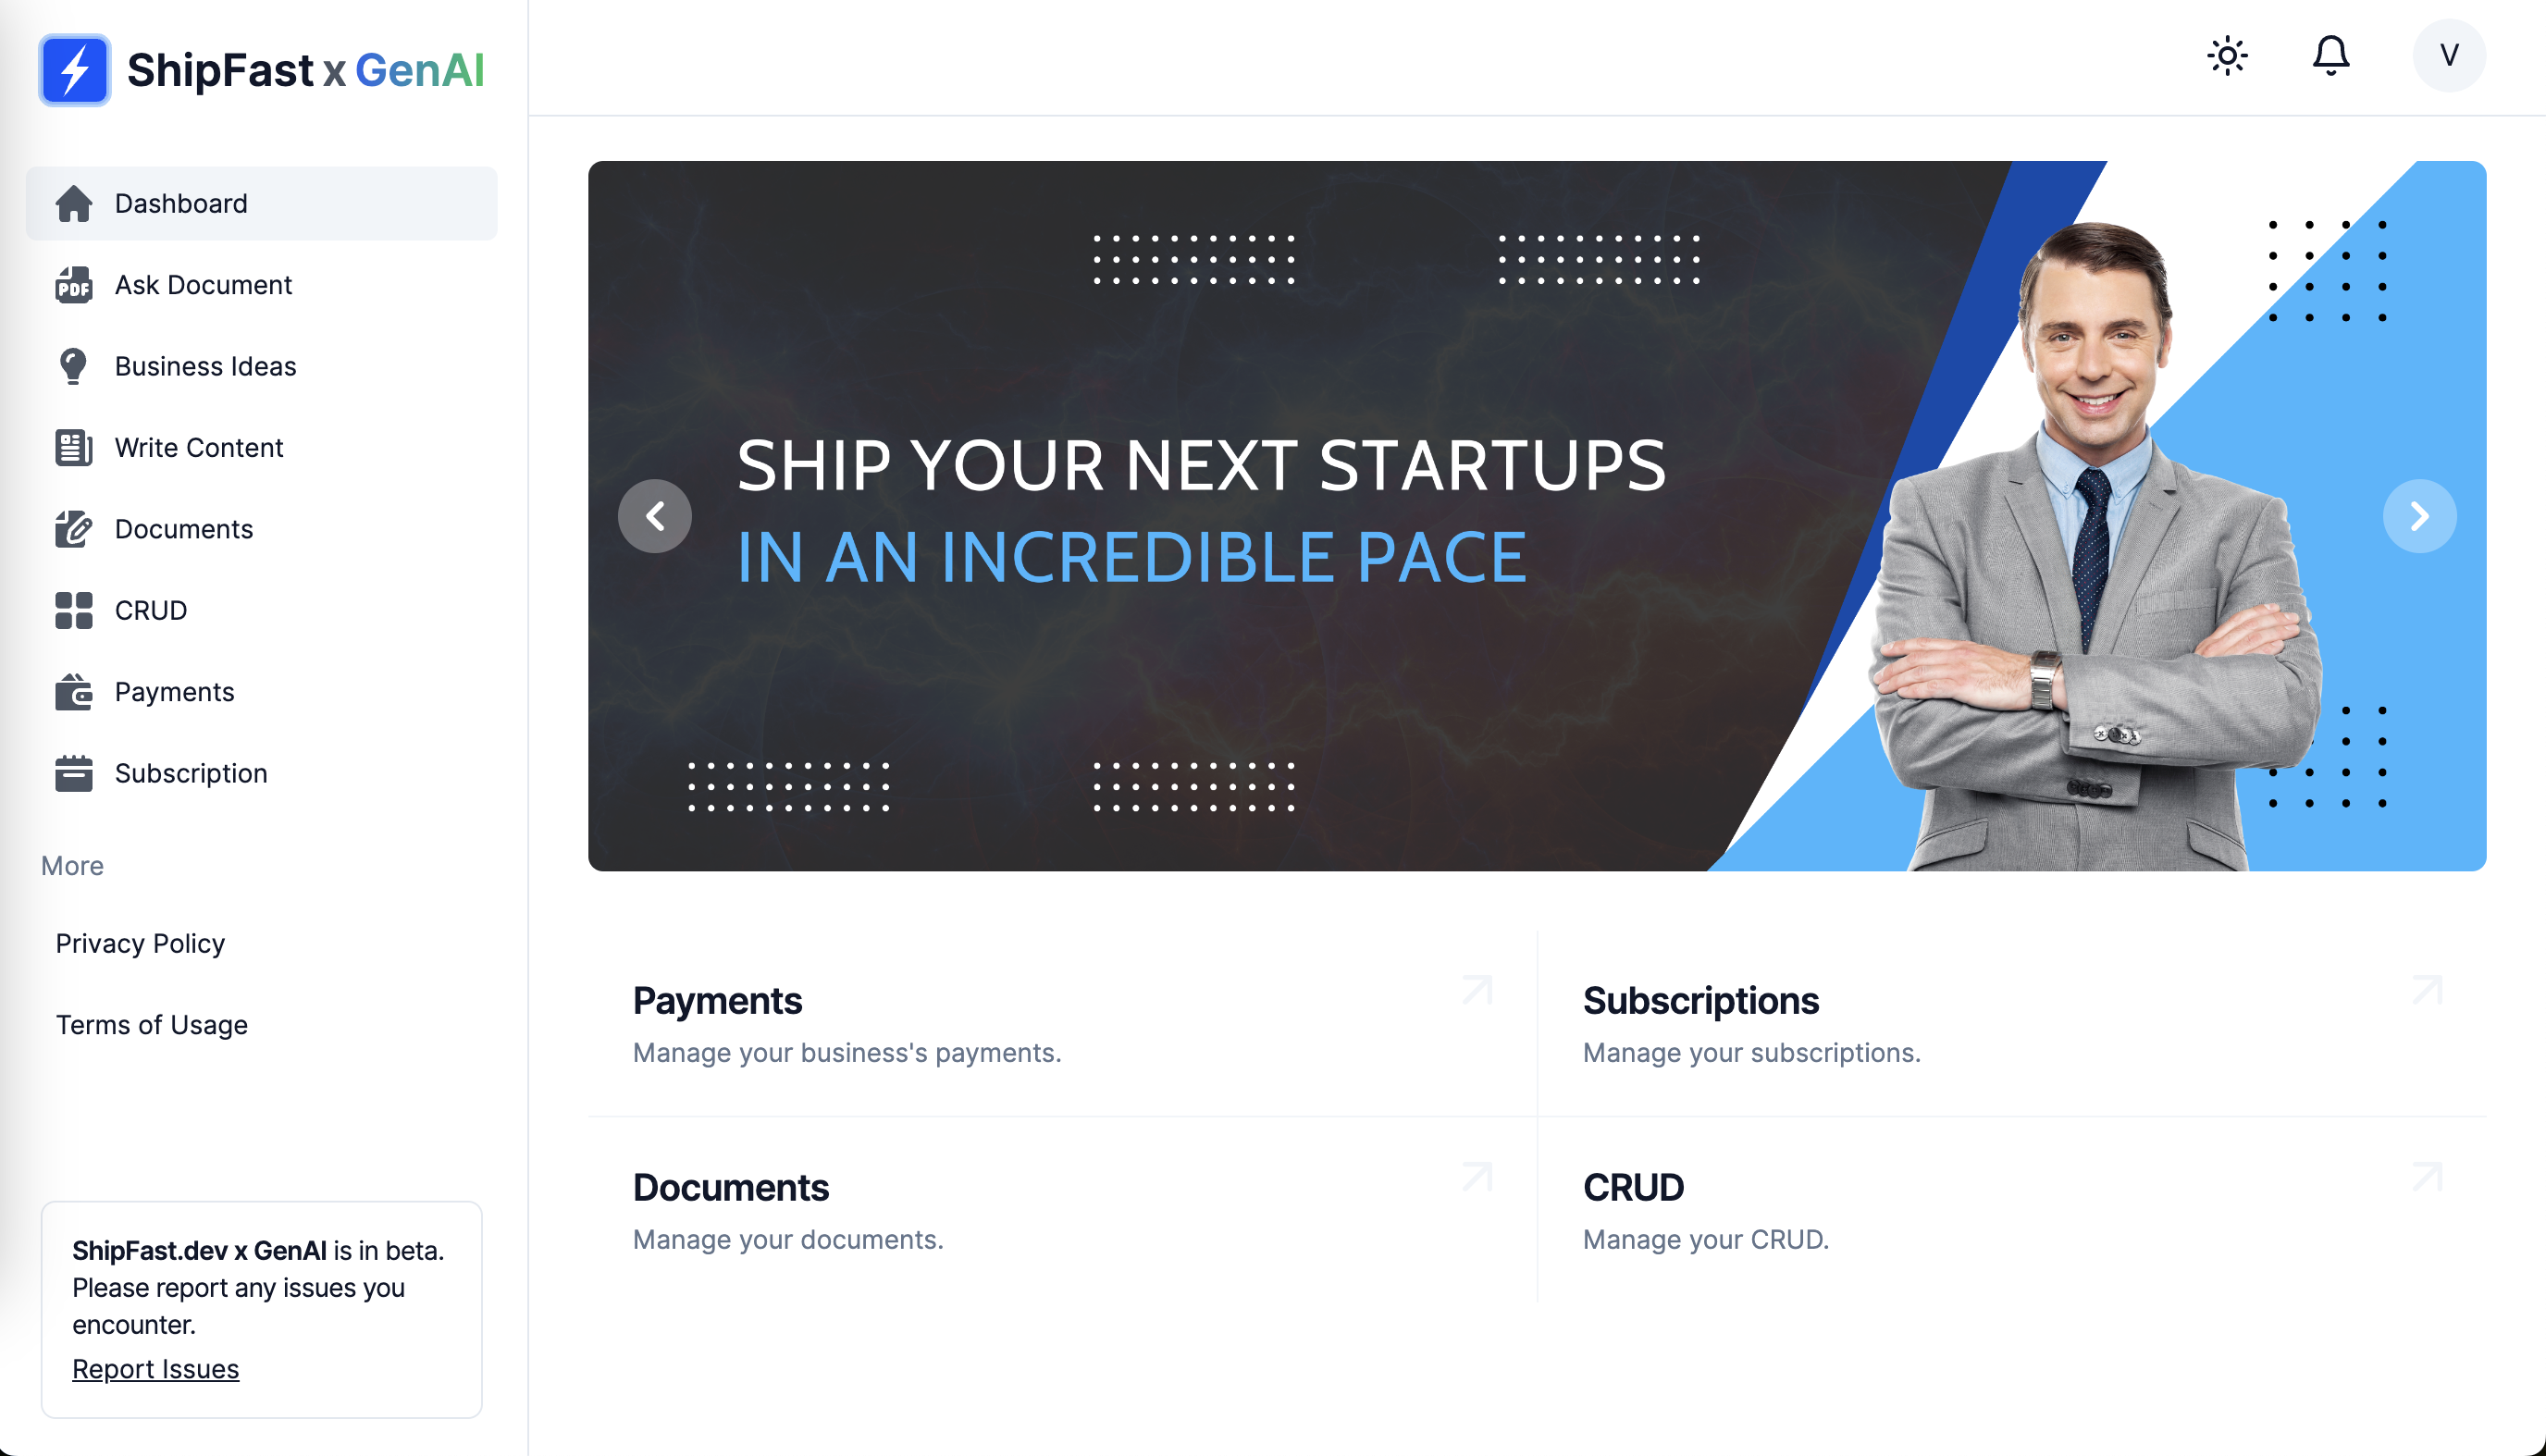 ShipFast x GenAI
V
Dashboard
Ask Document
Business Ideas
Write Content
Documents
CRUD
Payments
Subscription
More
Privacy Policy
Terms of Usage
ShipFast.dev x GenAI is in beta.
Please report any issues you
encounter.
Report Issues
SHIP YOUR NEXT STARTUPS
IN AN INCREDIBLE PACE
Payments
Manage your business's payments.
Subscriptions
Manage your subscriptions.
Documents
Manage your documents.
CRUD
Manage your CRUD.
PDF